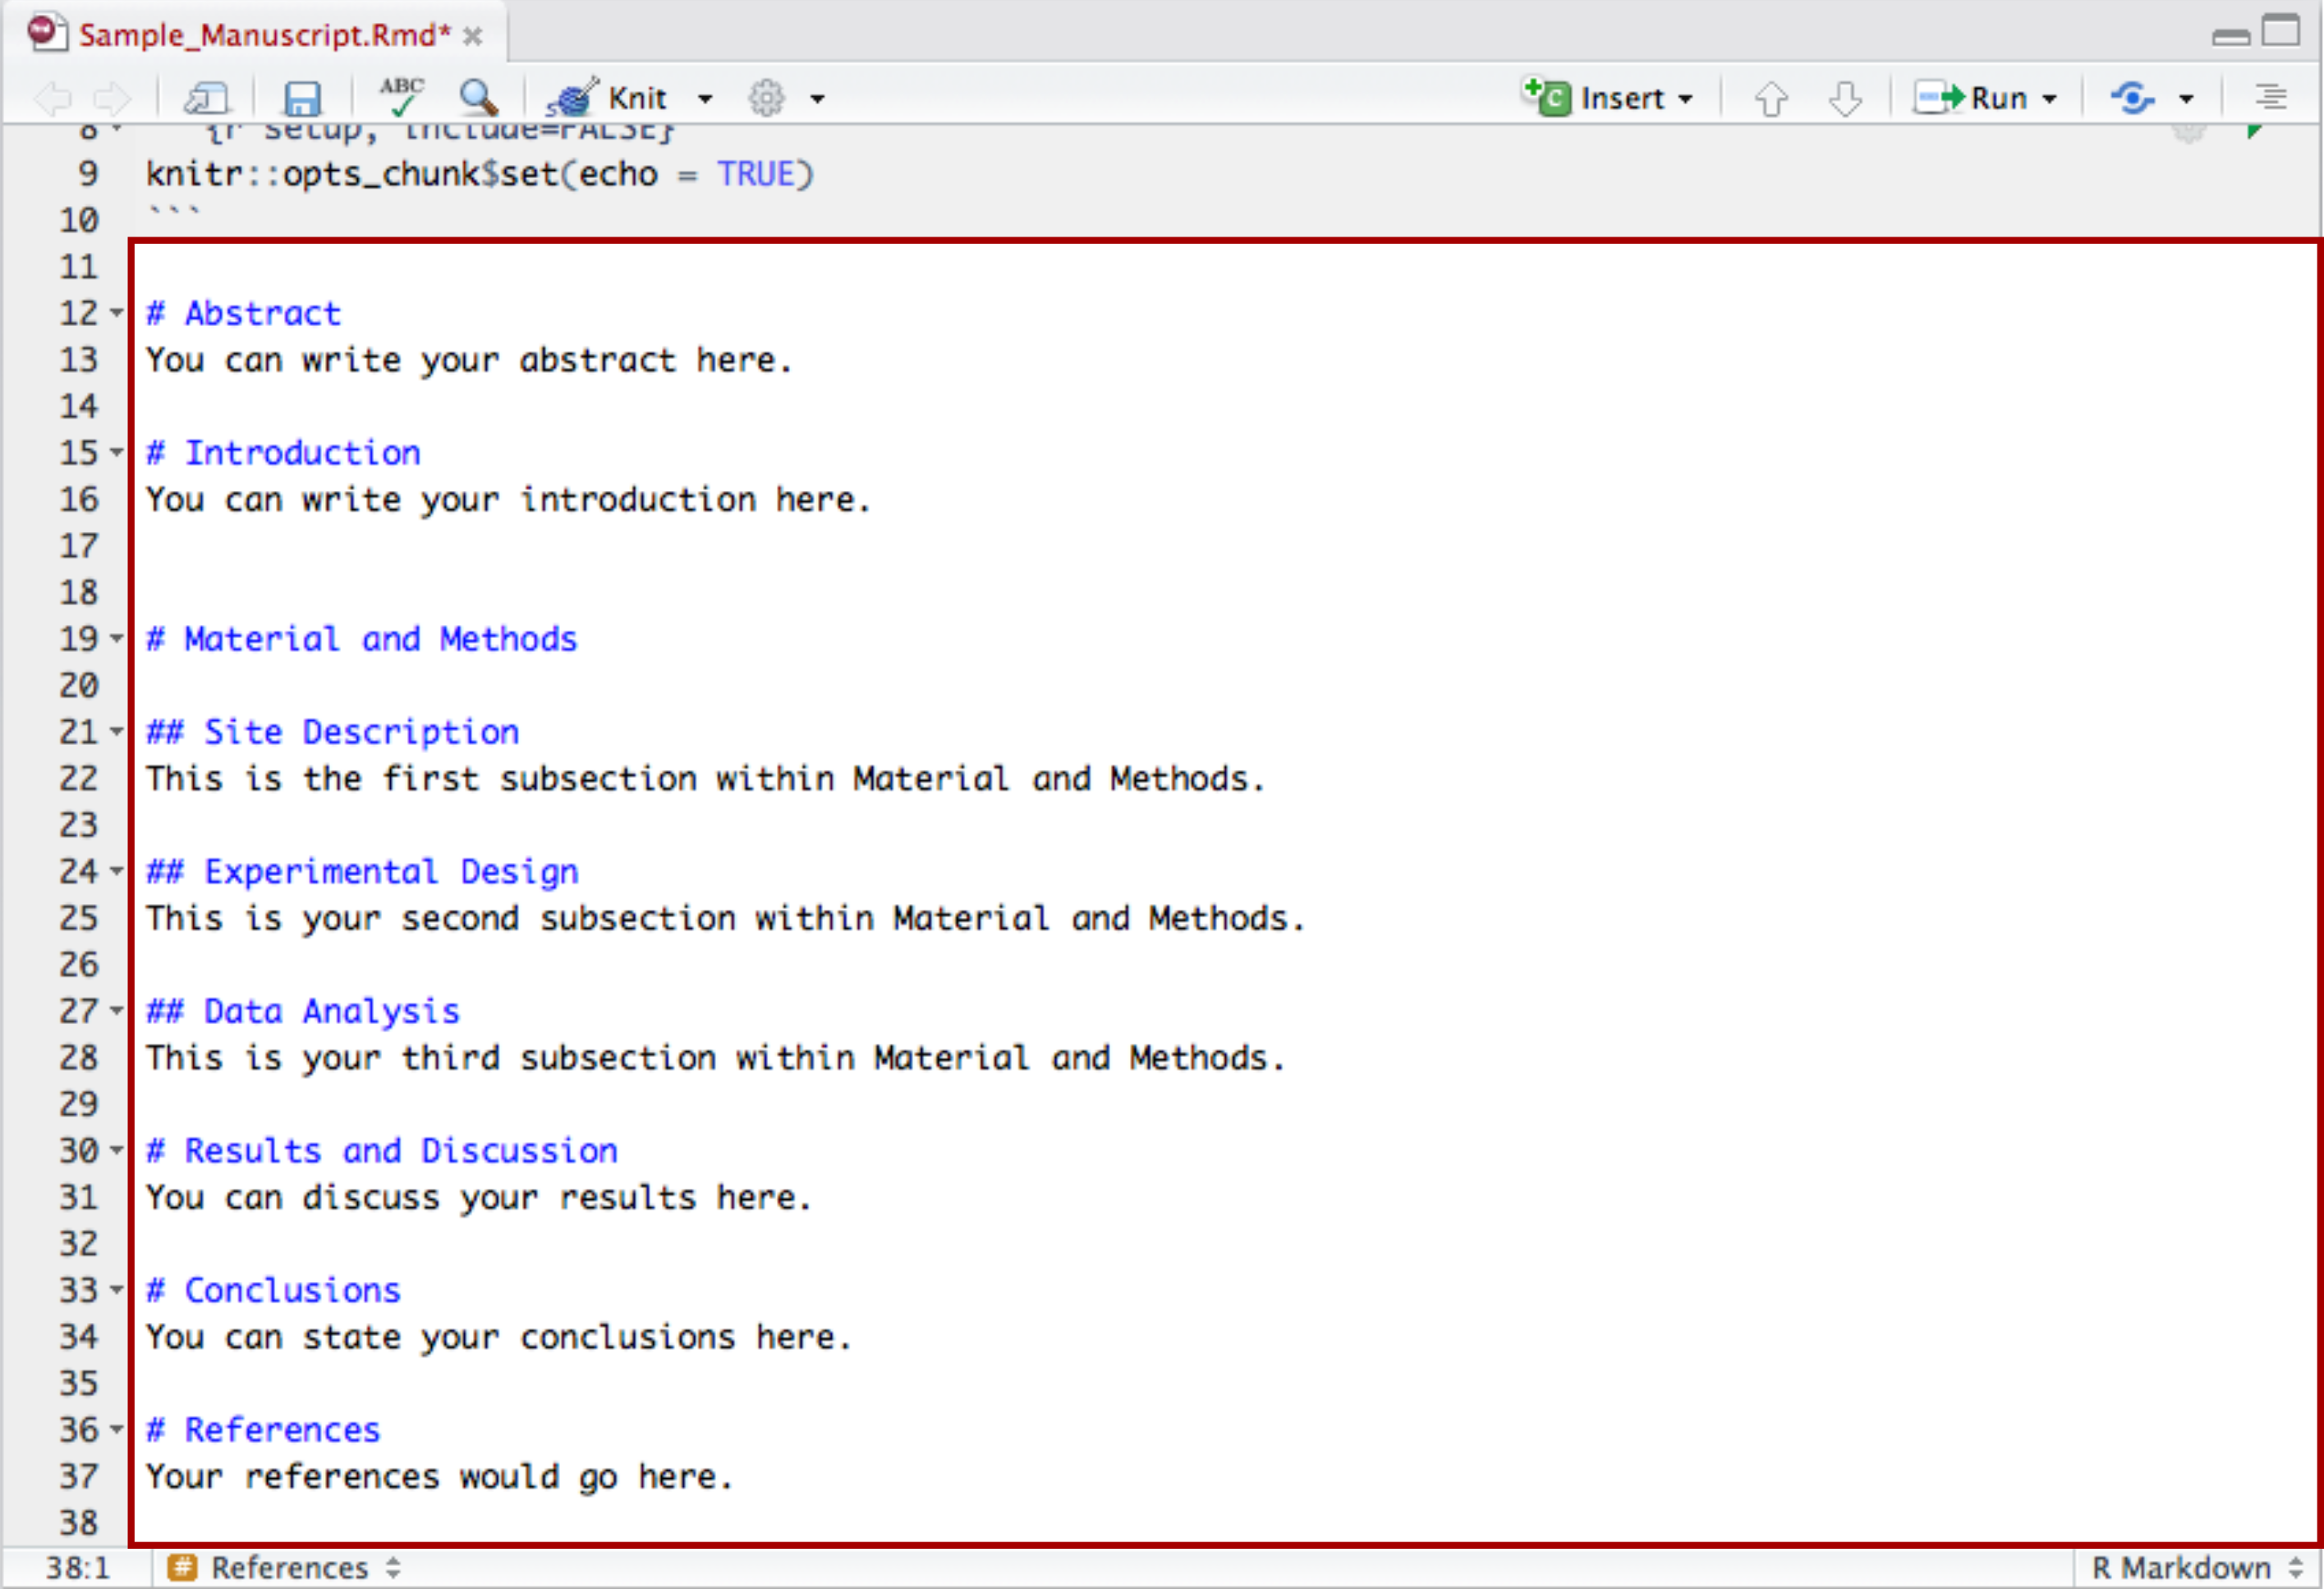 Sample_Manuscript.Rmd*
ABC Knit Insert Run
8 {r setup, include=FALSE}
9 knitr::opts_chunk$set(echo = TRUE)
10 ```
11
12 # Abstract
13 You can write your abstract here.
14
15 # Introduction
16 You can write your introduction here.
17
18
19 # Material and Methods
20
21 ## Site Description
22 This is the first subsection within Material and Methods.
23
24 ## Experimental Design
25 This is your second subsection within Material and Methods.
26
27 ## Data Analysis
28 This is your third subsection within Material and Methods.
29
30 # Results and Discussion
31 You can discuss your results here.
32
33 # Conclusions
34 You can state your conclusions here.
35
36 # References
37 Your references would go here.
38
38:1 # References R Markdown